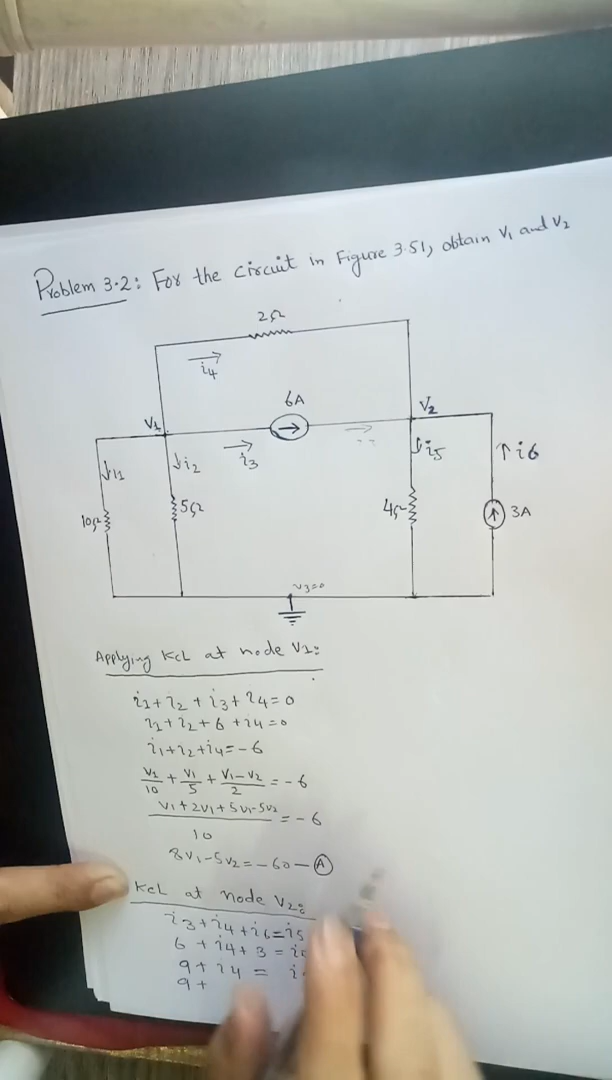 Problem 3.2: For the circuit in Figure 3.51, obtain V1 and V2
2Ω
i4
6A
V1
V2
i1
i2
i3
i5
i6
10Ω
5Ω
4Ω
3A
V3=0
Applying KCL at node V1:
i1+i2+i3+i4=0
i1+i2+6+i4=0
i1+i2+i4=-6
V1/10 + V1/5 + V1-V2/2 = -6
V1+2V1+5V1-5V2/10 = -6
8V1-5V2=-60-A
KCL at node V2:
i3+i4+i6=i5
6+i4+3=
9+i4=
9+